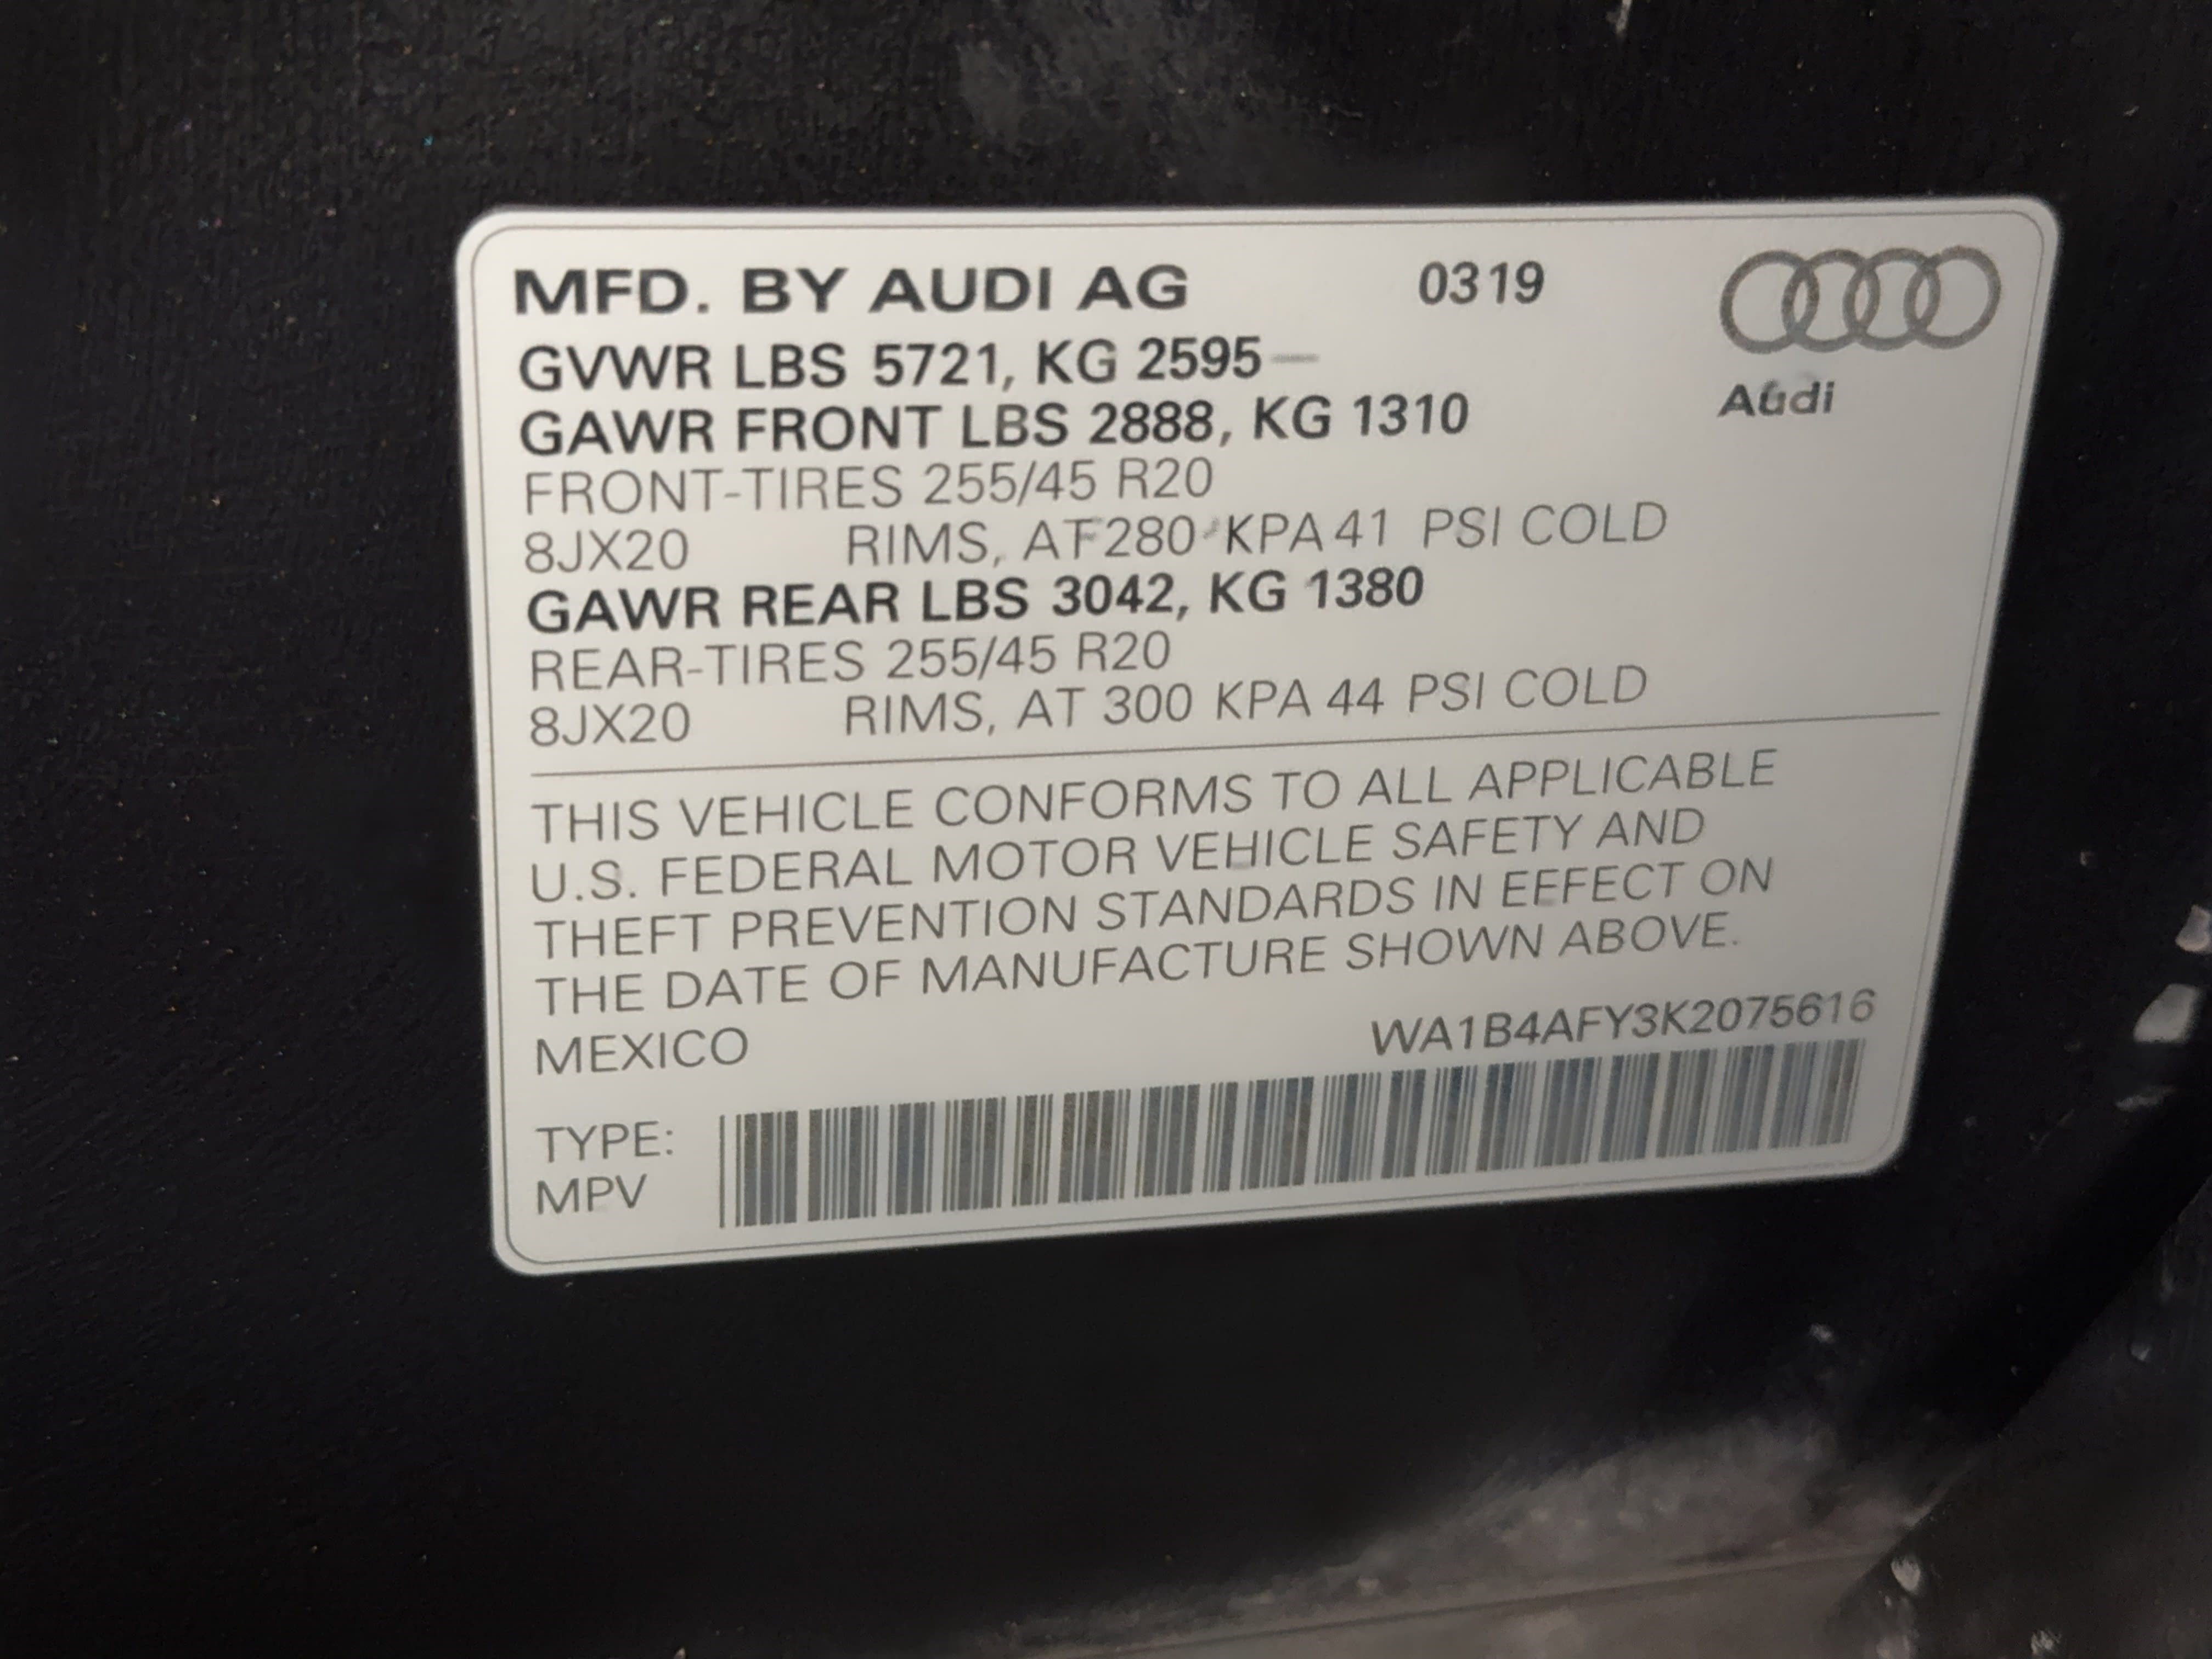 MFD. BY AUDI AG 0319
GVWR LBS 5721, KG 2595
GAWR FRONT LBS 2888, KG 1310
Audi
FRONT-TIRES 255/45 R20
8JX20 RIMS, AT 280 KPA 41 PSI COLD
GAWR REAR LBS 3042, KG 1380
REAR-TIRES 255/45 R20
8JX20 RIMS, AT 300 KPA 44 PSI COLD
THIS VEHICLE CONFORMS TO ALL APPLICABLE
U.S. FEDERAL MOTOR VEHICLE SAFETY AND
THEFT PREVENTION STANDARDS IN EFFECT ON
THE DATE OF MANUFACTURE SHOWN ABOVE.
MEXICO WA1B4AFY3K2075616
TYPE:
MPV